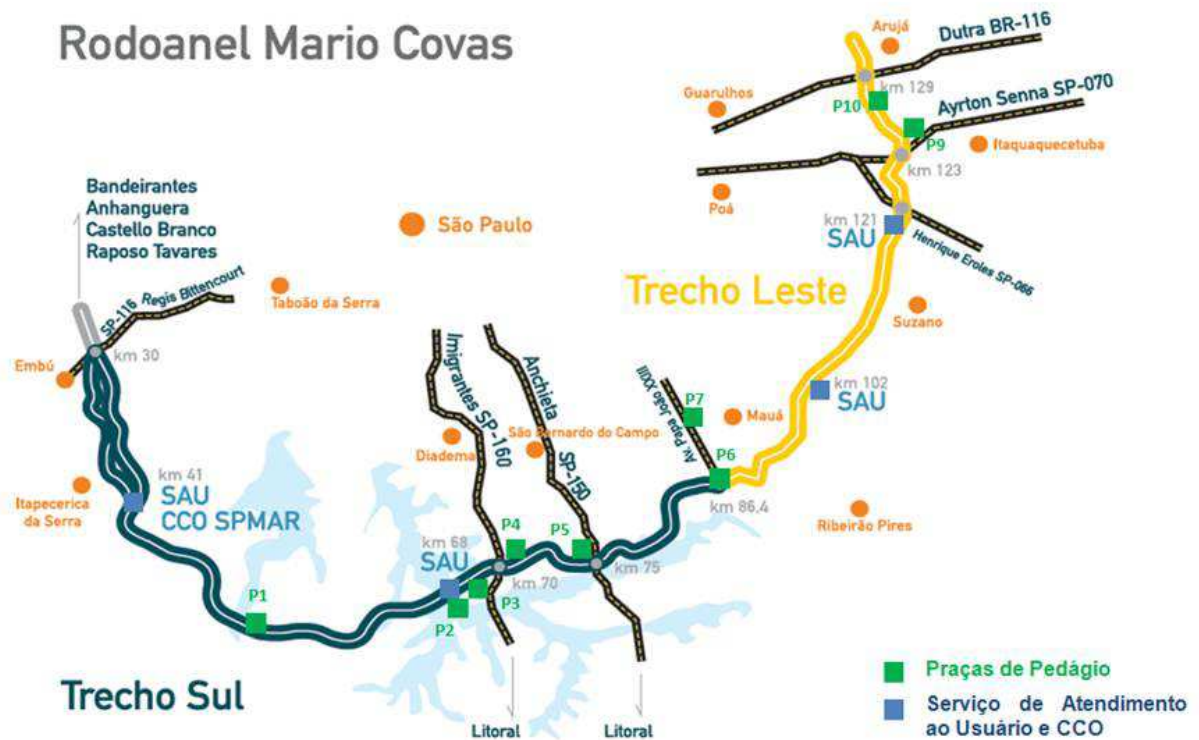 Rodoanel Mario Covas
Arujá
Dutra BR-116
km 129
Guarulhos
P10
Ayrton Senna SP-070
P9
Itaquaquecetuba
km 123
Poá
Bandeirantes
Anhanguera
Castello Branco
Raposo Tavares
São Paulo
km 121
SAU
Henrique Eroles SP-066
SP-116 Regis Bittencourt
Taboão da Serra
Trecho Leste
Suzano
Embú
km 30
Imigrantes SP-160
Anchieta
SP-150
Av. Papa João XXIII
km 102
SAU
P7
Mauá
Diadema
São Bernardo do Campo
P6
km 41
SAU
CCO SPMAR
Itapecerica
da Serra
km 86,4
Ribeirão Pires
km 68
SAU
P4
P5
km 70
km 75
P1
P2
P3
Trecho Sul
Litoral
Litoral
Praças de Pedágio
Serviço de Atendimento
ao Usuário e CCO